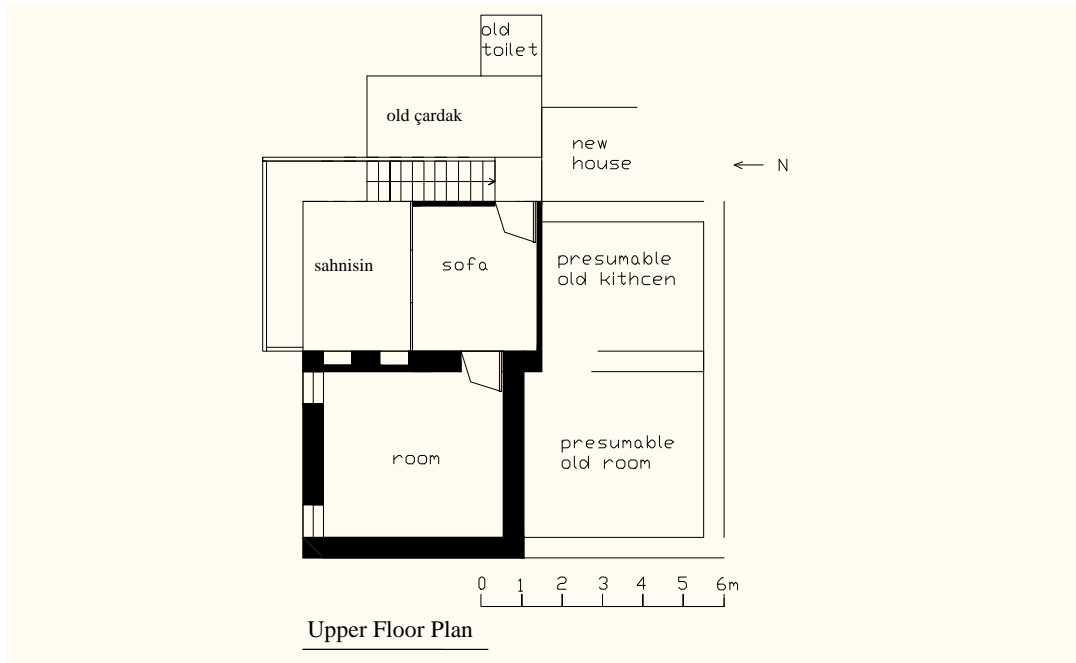 old
toilet
old çardak
new
house
N
sahnisin
sofa
presumable
old kithcen
room
presumable
old room
0 1 2 3 4 5 6m
Upper Floor Plan